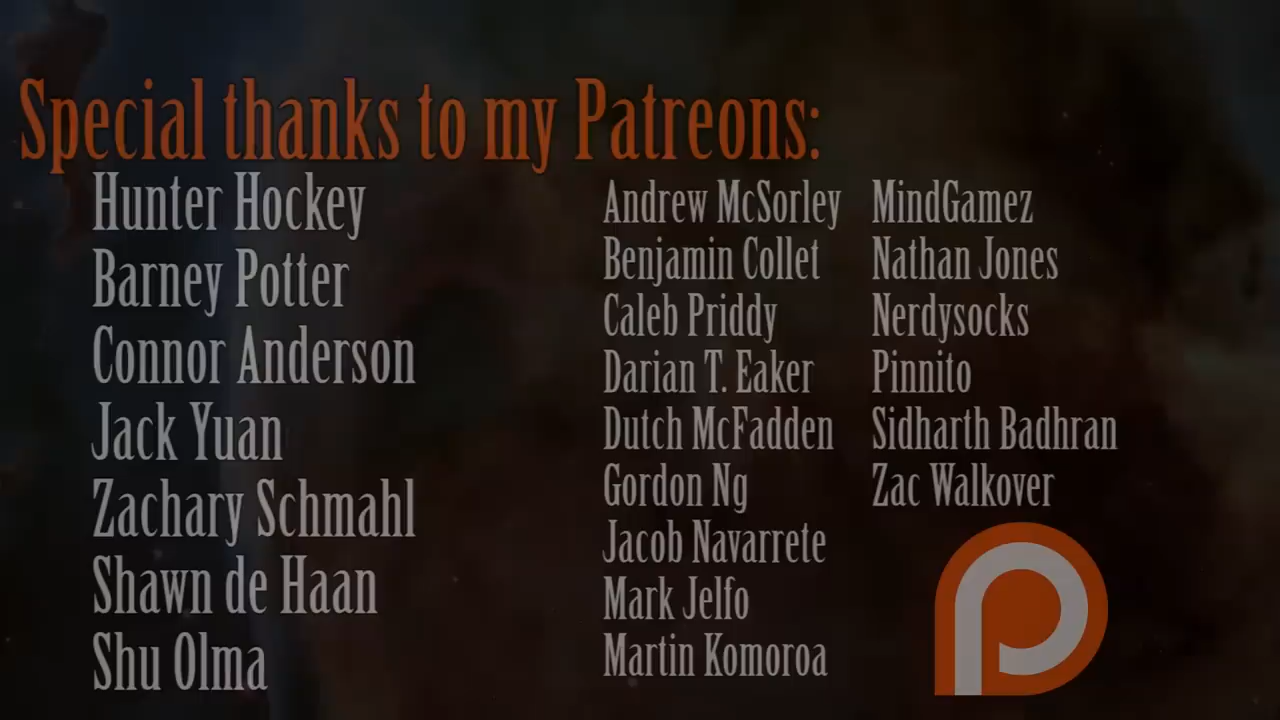 Special thanks to my Patreons:
Hunter Hockey
Barney Potter
Connor Anderson
Jack Yuan
Zachary Schmahl
Shawn de Haan
Shu Olma
Andrew McSorley
Benjamin Collet
Caleb Priddy
Darian T. Eaker
Dutch McFadden
Gordon Ng
Jacob Navarrete
Mark Jelfo
Martin Komoroa
MindGamez
Nathan Jones
Nerdysocks
Pinnito
Sidharth Badhran
Zac Walkover